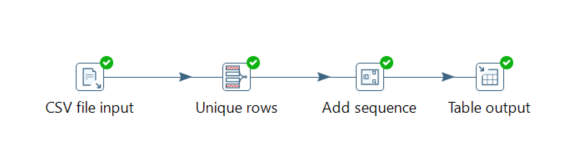 CSV file input
Unique rows
Add sequence
Table output